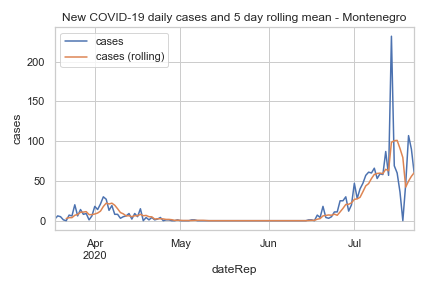 New COVID-19 daily cases and 5 day rolling mean - Montenegro
cases
cases (rolling)
200
150
100
50
0
cases
Apr
2020
May
Jun
Jul
dateRep